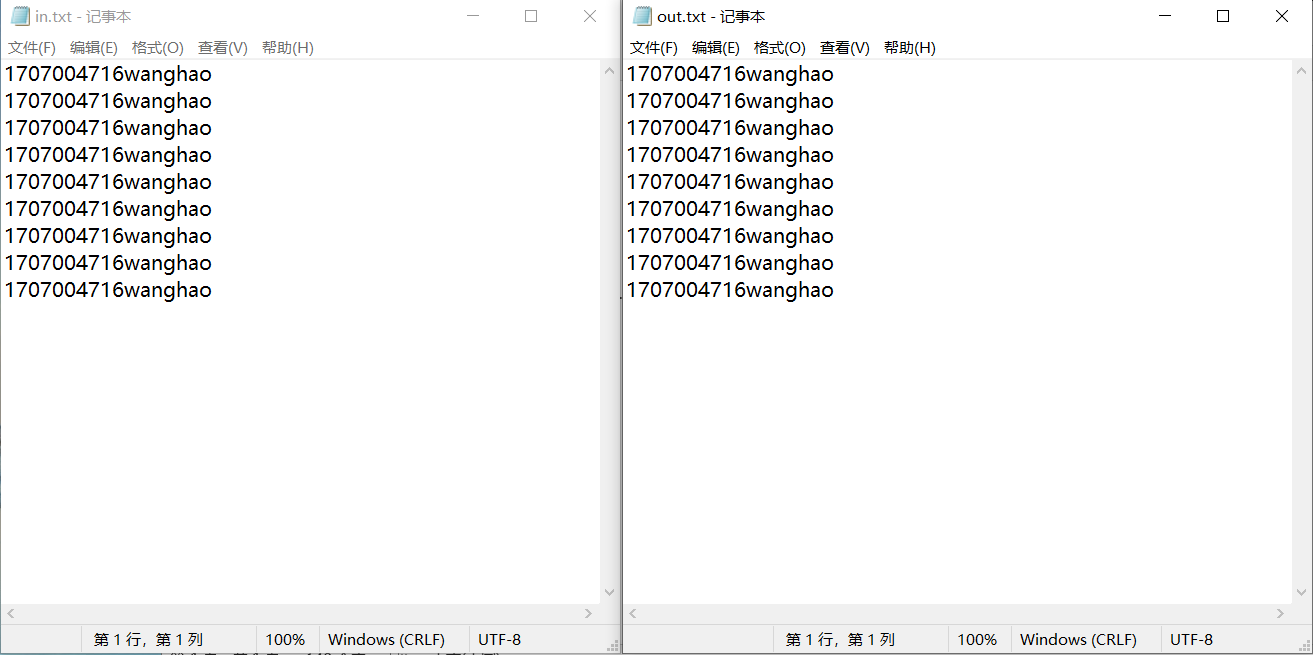 in.txt - 记事本
文件(F) 编辑(E) 格式(O) 查看(V) 帮助(H)
1707004716wanghao
1707004716wanghao
1707004716wanghao
1707004716wanghao
1707004716wanghao
1707004716wanghao
1707004716wanghao
1707004716wanghao
1707004716wanghao
第 1 行，第 1 列 100% Windows (CRLF) UTF-8
out.txt - 记事本
文件(F) 编辑(E) 格式(O) 查看(V) 帮助(H)
1707004716wanghao
1707004716wanghao
1707004716wanghao
1707004716wanghao
1707004716wanghao
1707004716wanghao
1707004716wanghao
1707004716wanghao
1707004716wanghao
第 1 行，第 1 列 100% Windows (CRLF) UTF-8